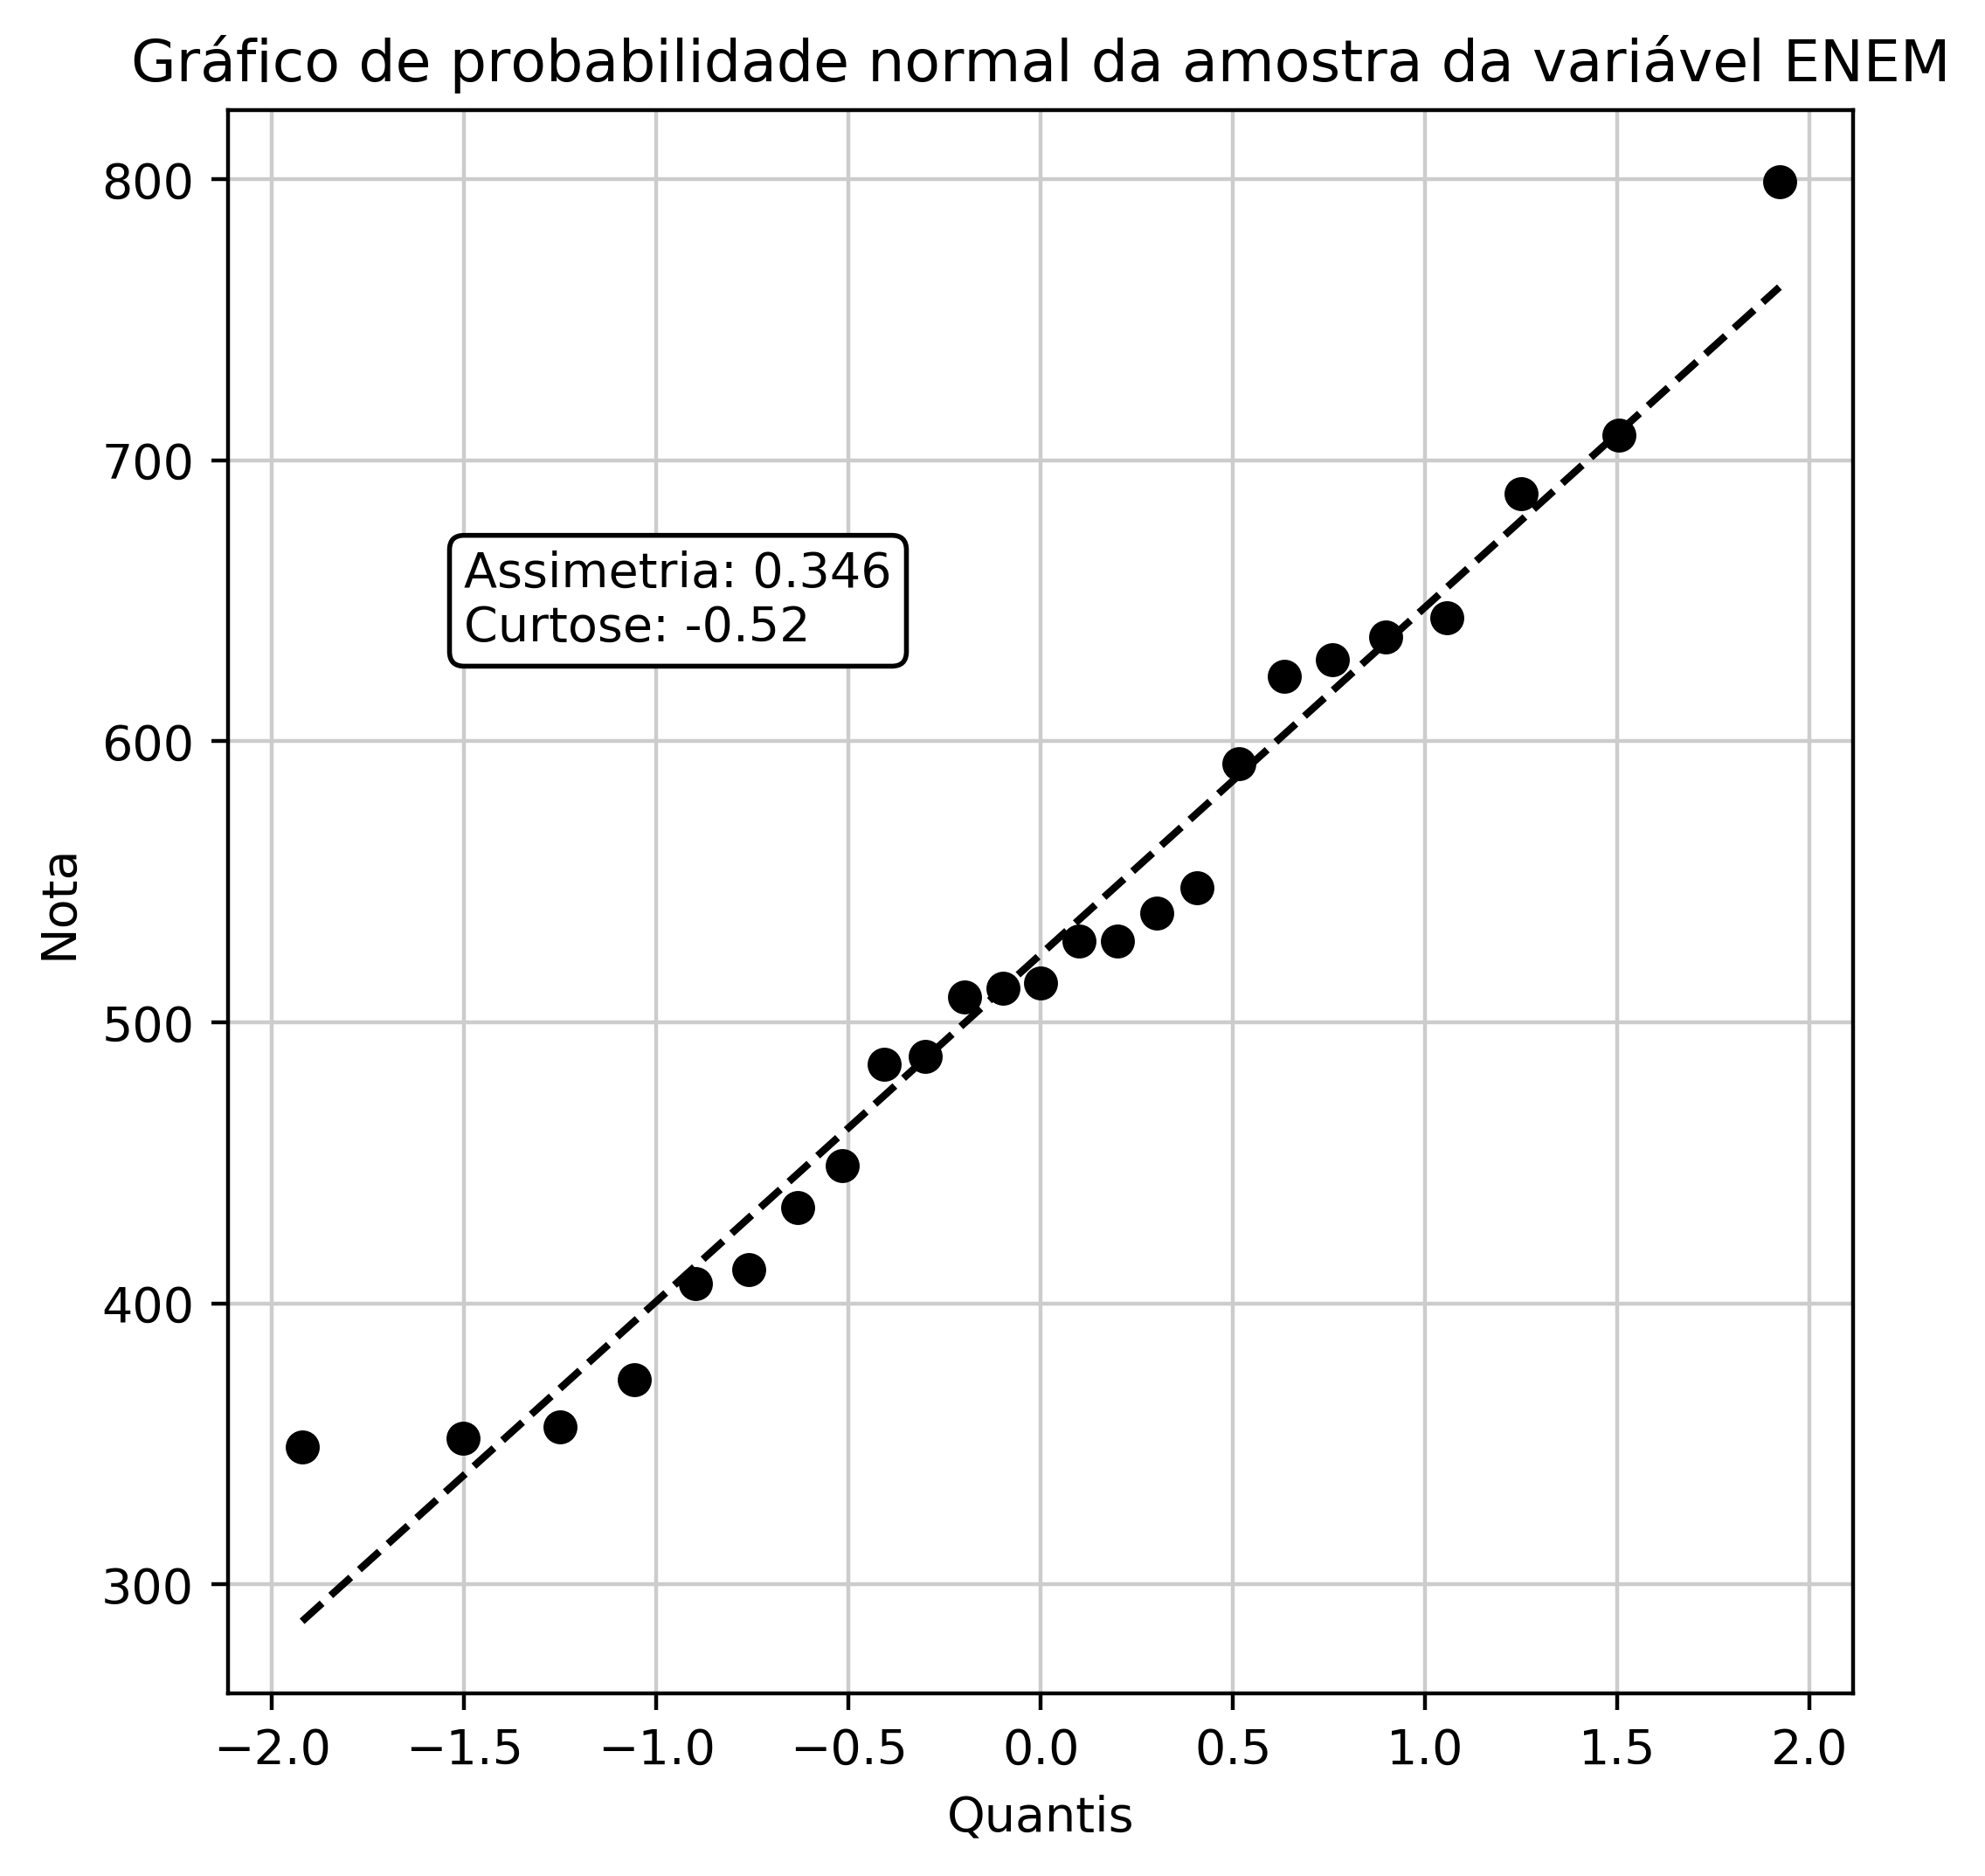 Gráfico de probabilidade normal da amostra da variável ENEM
800
700
600
500
400
300
Nota
Assimetria: 0.346
Curtose: -0.52
−2.0 −1.5 −1.0 −0.5 0.0 0.5 1.0 1.5 2.0
Quantis